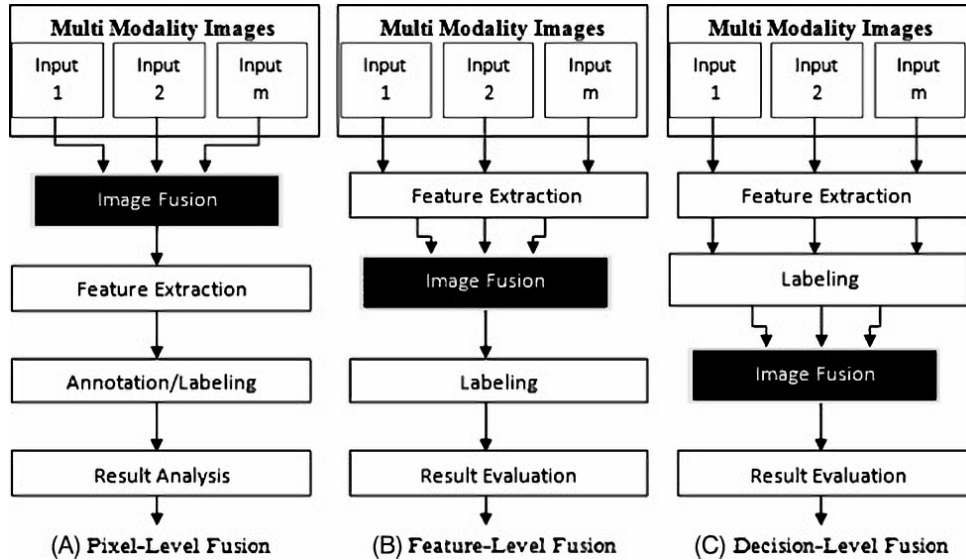 Multi Modality Images
Input
1
Input
2
Input
m
Image Fusion
Feature Extraction
Annotation/Labeling
Result Analysis
(A) Pixel-Level Fusion
Multi Modality Images
Input
1
Input
2
Input
m
Feature Extraction
Image Fusion
Labeling
Result Evaluation
(B) Feature-Level Fusion
Multi Modality Images
Input
1
Input
2
Input
m
Feature Extraction
Labeling
Image Fusion
Result Evaluation
(C) Decision-Level Fusion